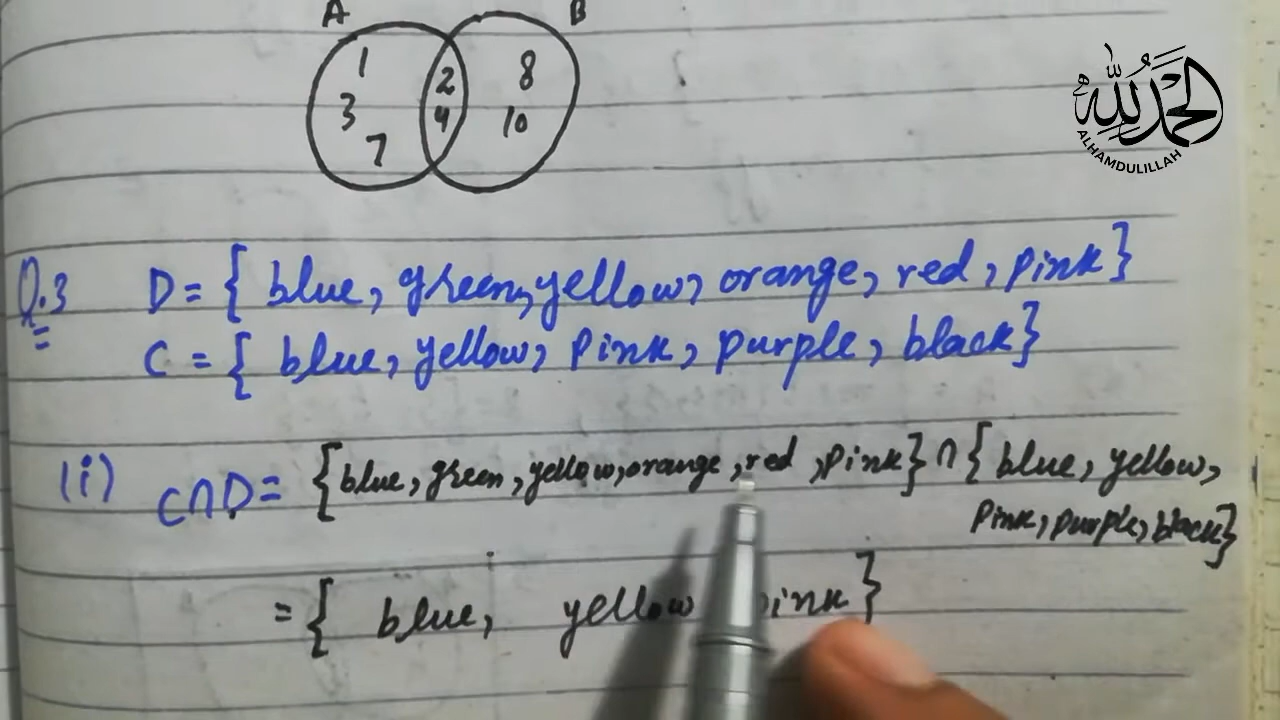 A B
1 2 8
3 4 10
7
الحمد لله
ALHAMDULILLAH
Q.3 D = { blue, green, yellow, orange, red, pink }
C = { blue, yellow, pink, purple, black }
(i) C∩D = { blue, green, yellow, orange, red, pink } ∩ { blue, yellow,
pink, purple, black }
= { blue, yellow pink }